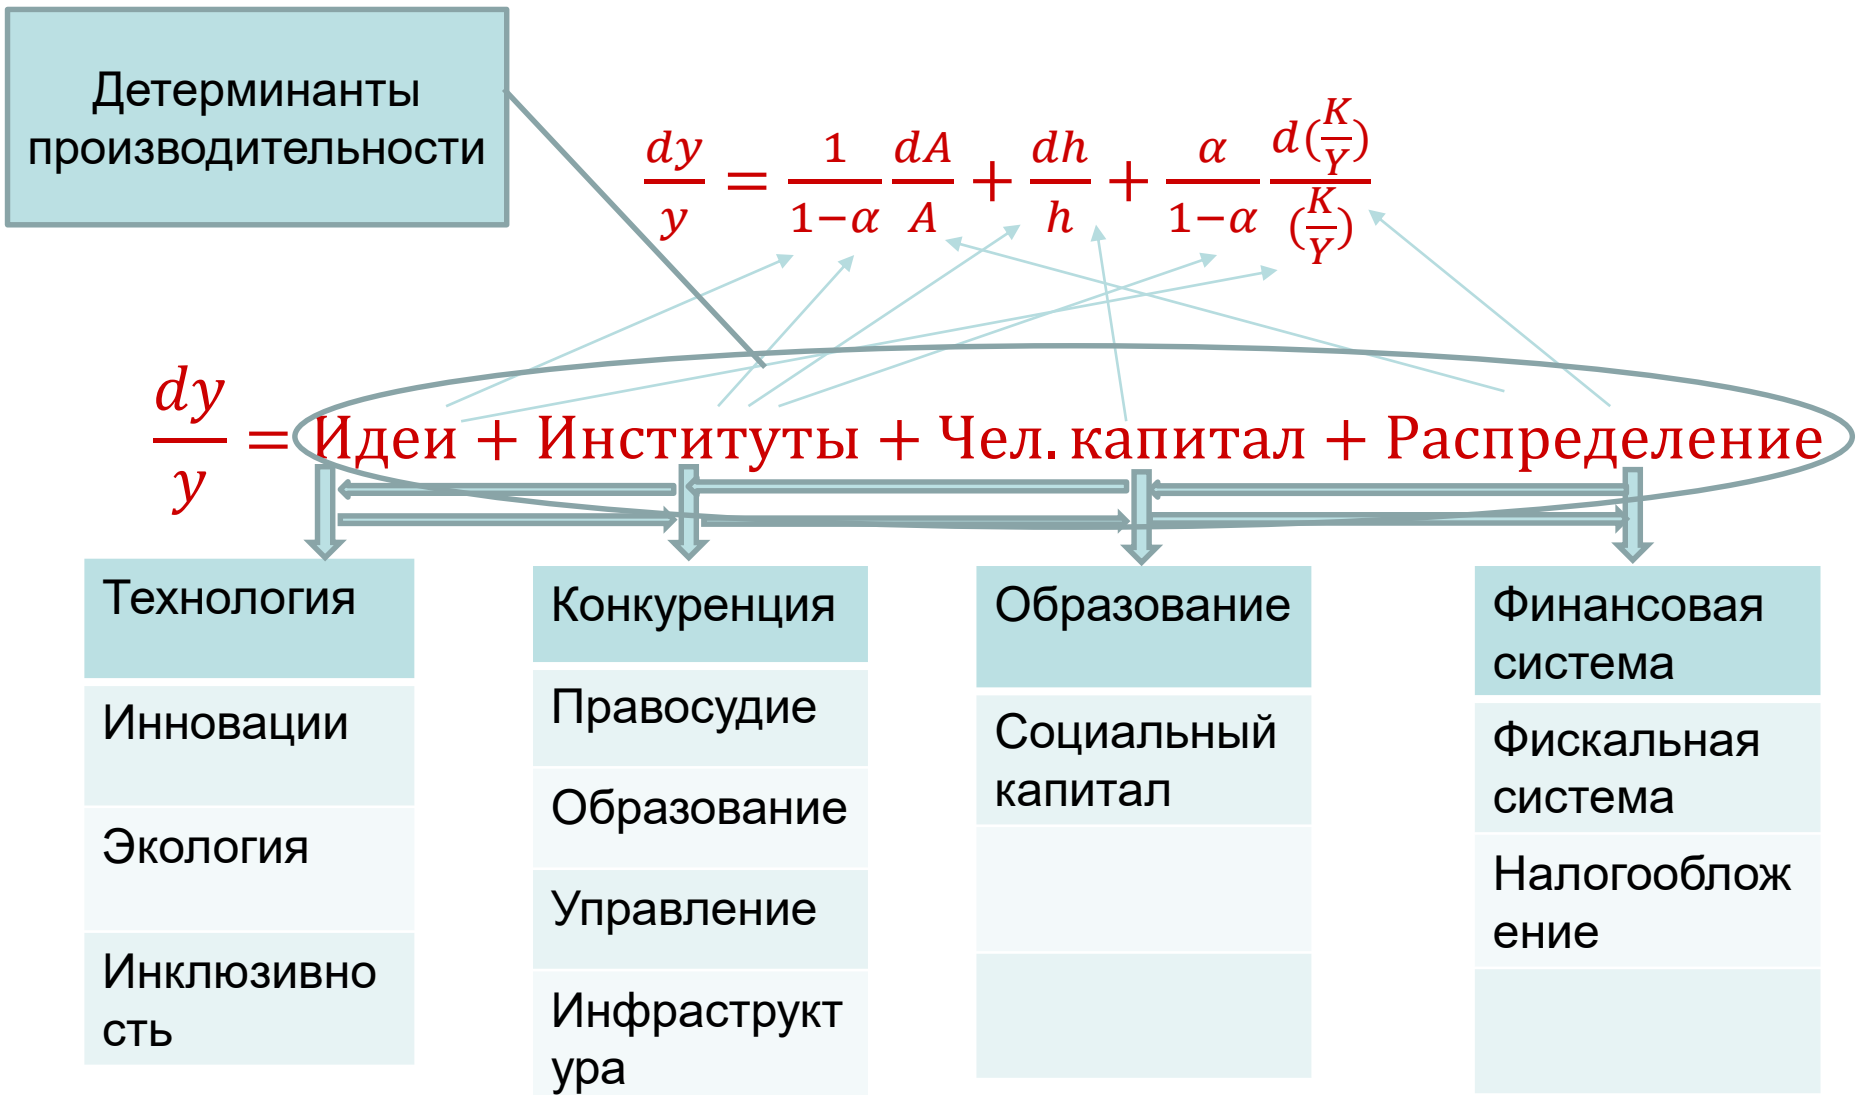 Детерминанты
производительности
dy/y = 1/(1−α) dA/A + dh/h + α/(1−α) d(K/Y)/(K/Y)
dy/y = Идеи + Институты + Чел. капитал + Распределение
Технология
Инновации
Экология
Инклюзивно
сть
Конкуренция
Правосудие
Образование
Управление
Инфраструкт
ура
Образование
Социальный
капитал
Финансовая
система
Фискальная
система
Налогооблож
ение